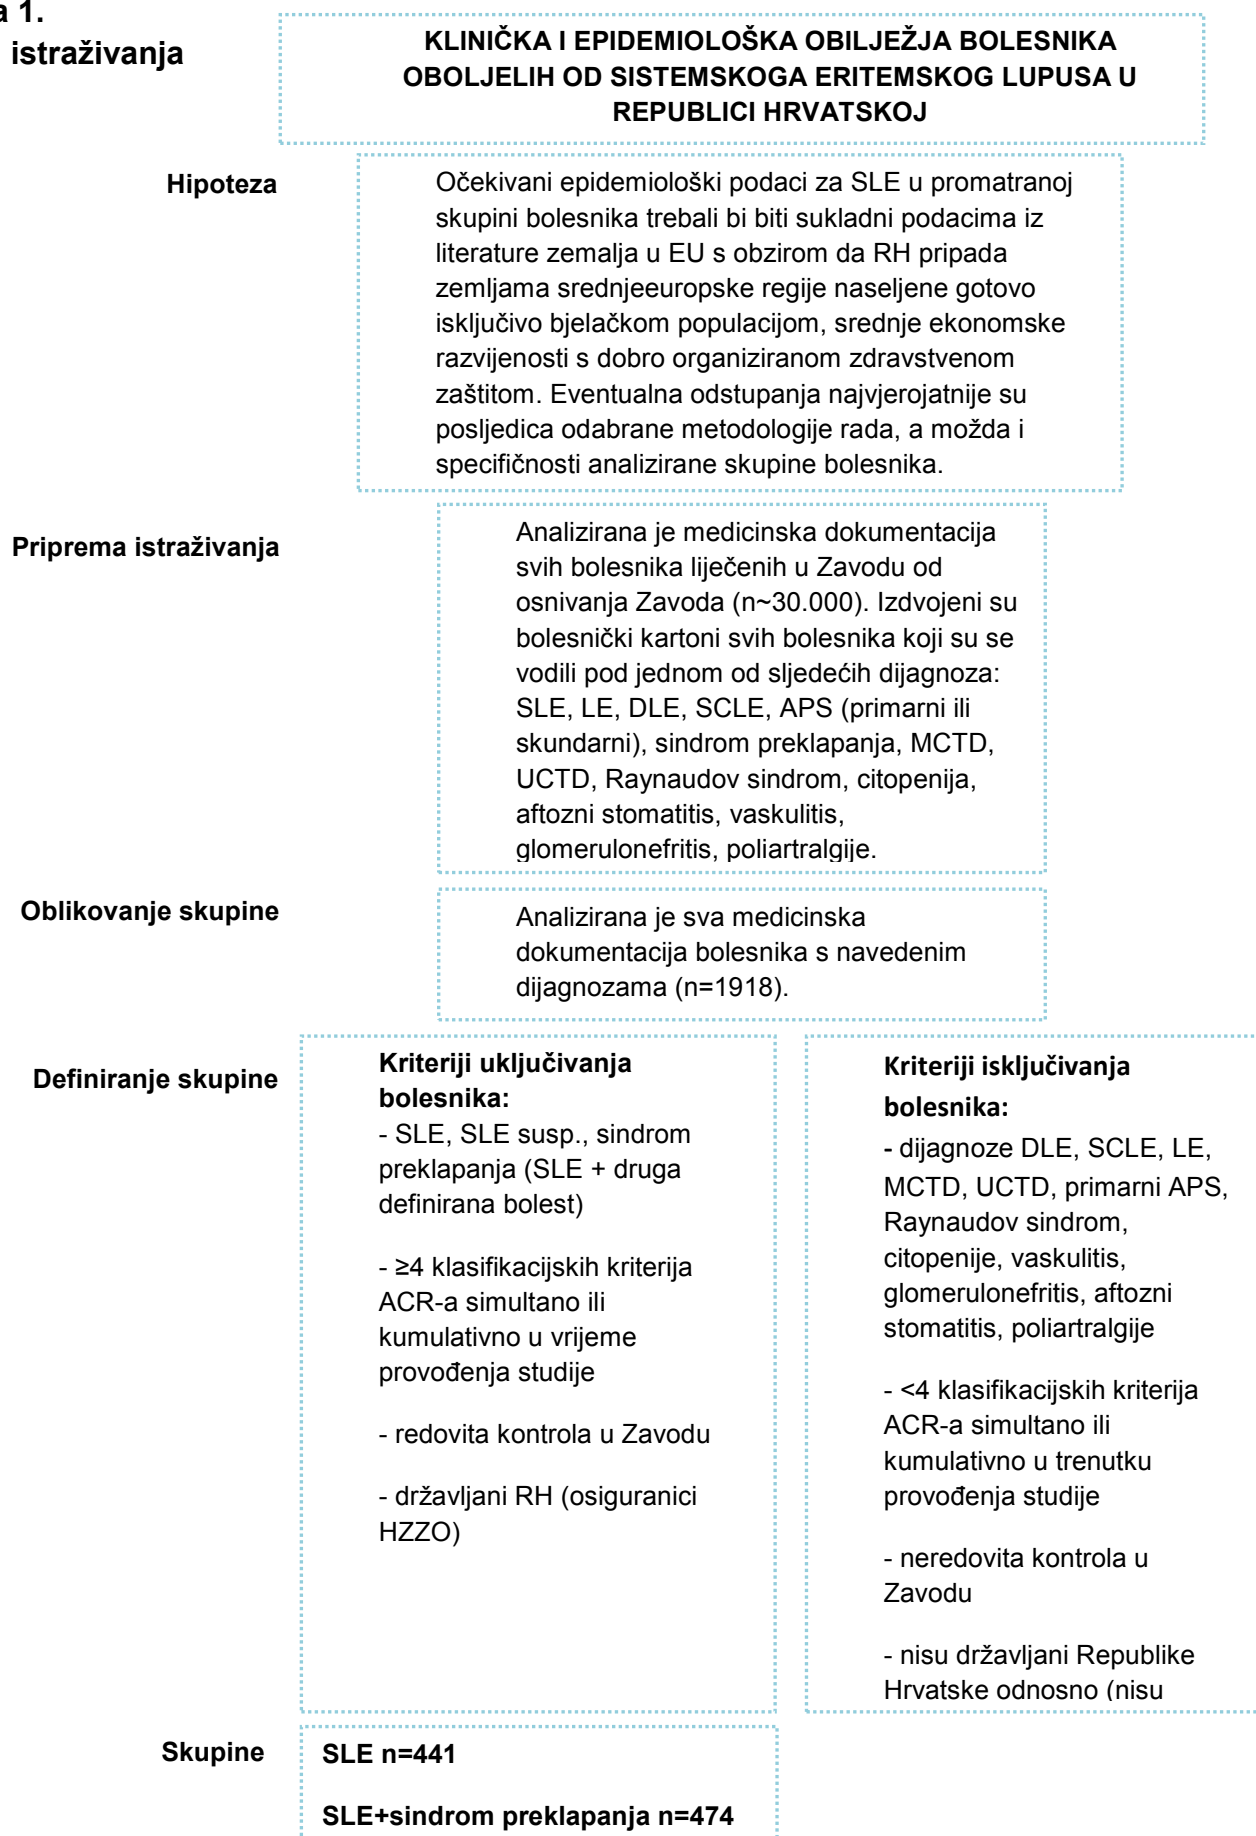 a 1.
istraživanja
KLINIČKA I EPIDEMIOLOŠKA OBILJEŽJA BOLESNIKA
OBOLJELIH OD SISTEMSKOGA ERITEMSKOG LUPUSA U
REPUBLICI HRVATSKOJ
Hipoteza
Očekivani epidemiološki podaci za SLE u promatranoj
skupini bolesnika trebali bi biti sukladni podacima iz
literature zemalja u EU s obzirom da RH pripada
zemljama srednjeeuropske regije naseljene gotovo
isključivo bjelačkom populacijom, srednje ekonomske
razvijenosti s dobro organiziranom zdravstvenom
zaštitom. Eventualna odstupanja najvjerojatnije su
posljedica odabrane metodologije rada, a možda i
specifičnosti analizirane skupine bolesnika.
Priprema istraživanja
Analizirana je medicinska dokumentacija
svih bolesnika liječenih u Zavodu od
osnivanja Zavoda (n~30.000). Izdvojeni su
bolesnički kartoni svih bolesnika koji su se
vodili pod jednom od sljedećih dijagnoza:
SLE, LE, DLE, SCLE, APS (primarni ili
skundarni), sindrom preklapanja, MCTD,
UCTD, Raynaudov sindrom, citopenija,
aftozni stomatitis, vaskulitis,
glomerulonefritis, poliartralgije.
Oblikovanje skupine
Analizirana je sva medicinska
dokumentacija bolesnika s navedenim
dijagnozama (n=1918).
Definiranje skupine
Kriteriji uključivanja
bolesnika:
- SLE, SLE susp., sindrom
preklapanja (SLE + druga
definirana bolest)
- ≥4 klasifikacijskih kriterija
ACR-a simultano ili
kumulativno u vrijeme
provođenja studije
- redovita kontrola u Zavodu
- državljani RH (osiguranici
HZZO)
Kriteriji isključivanja
bolesnika:
- dijagnoze DLE, SCLE, LE,
MCTD, UCTD, primarni APS,
Raynaudov sindrom,
citopenije, vaskulitis,
glomerulonefritis, aftozni
stomatitis, poliartralgije
- <4 klasifikacijskih kriterija
ACR-a simultano ili
kumulativno u trenutku
provođenja studije
- neredovita kontrola u
Zavodu
- nisu državljani Republike
Hrvatske odnosno (nisu
Skupine
SLE n=441
SLE+sindrom preklapanja n=474